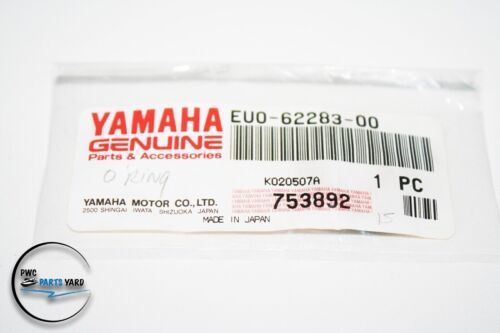 YAMAHA
GENUINE
Parts & Accessories
O RING
YAMAHA MOTOR CO., LTD.
2500 SHINGAI IWATA SHIZUOKA JAPAN
EU0-62283-00
K020507A
1 PC
753892
MADE IN JAPAN
15
PWC
PARTS YARD